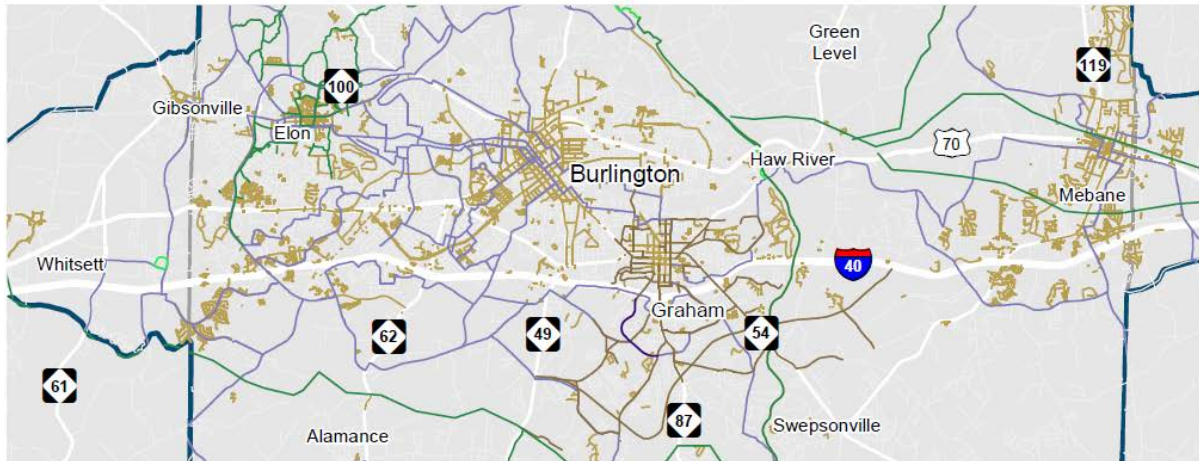 Green
Level
119
100
Gibsonville
Elon
70
Haw River
Burlington
Mebane
Whitsett
40
Graham
62
49
54
61
87
Swepsonville
Alamance